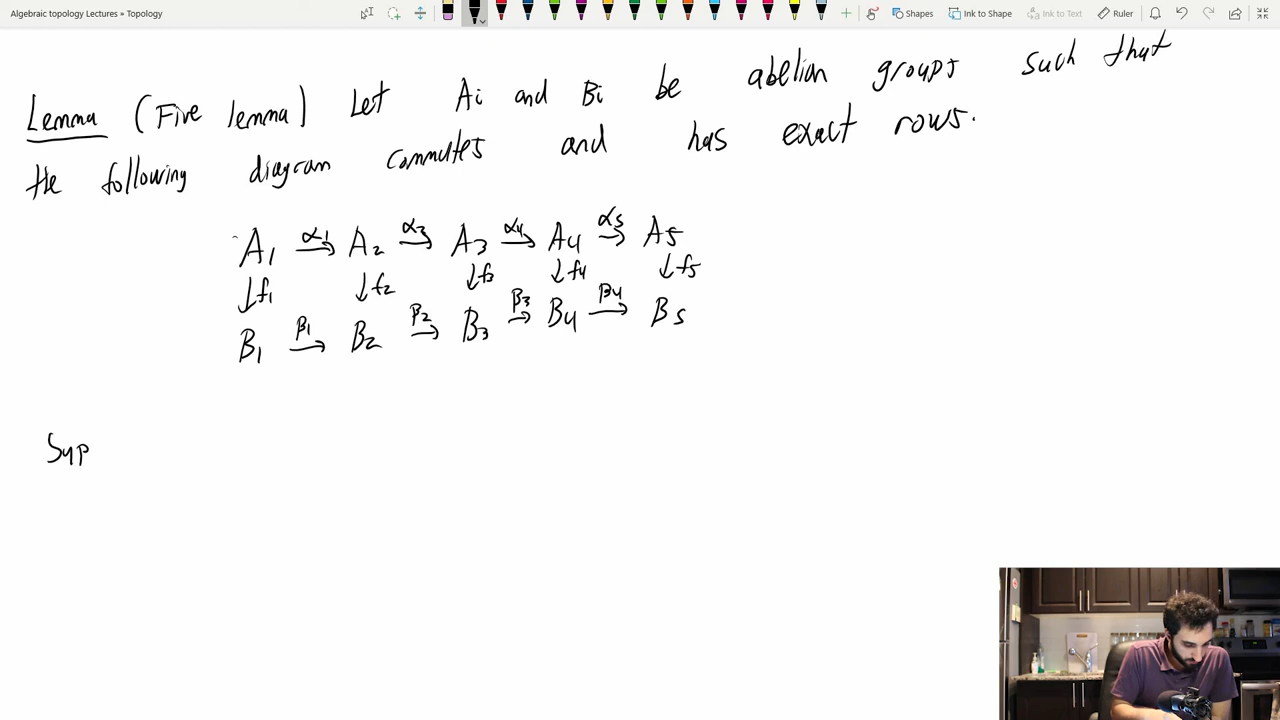 Algebraic topology Lectures » Topology
Shapes Ink to Shape Ink to Text Ruler
Lemma (Five lemma) Let Ai and Bi be abelian groups such that
the following diagram commutes and has exact rows.
α1 α3 α4 α5
A1 → A2 → A3 → A4 → A5
↓f1 ↓f2 ↓f3 ↓f4 ↓f5
β1 β2 β3 β4
B1 → B2 → B3 → B4 → B5
Sup